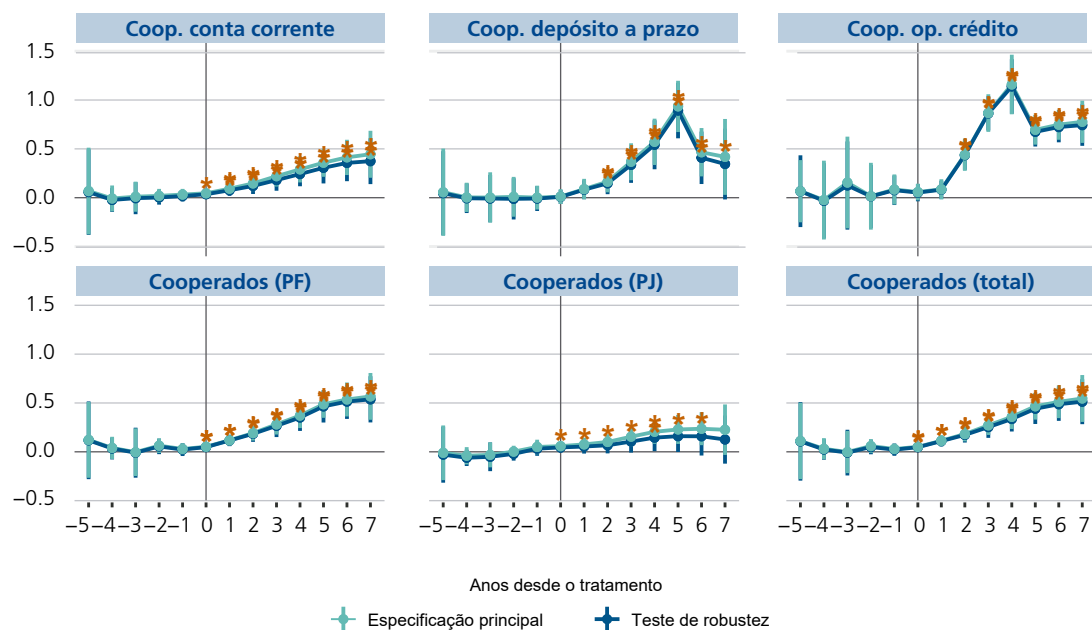 Coop. conta corrente
Coop. depósito a prazo
Coop. op. crédito
1.5
1.0
0.5
0.0
−0.5
Cooperados (PF)
Cooperados (PJ)
Cooperados (total)
1.5
1.0
0.5
0.0
−0.5
−5 −4 −3 −2 −1 0 1 2 3 4 5 6 7
−5 −4 −3 −2 −1 0 1 2 3 4 5 6 7
−5 −4 −3 −2 −1 0 1 2 3 4 5 6 7
Anos desde o tratamento
Especificação principal
Teste de robustez